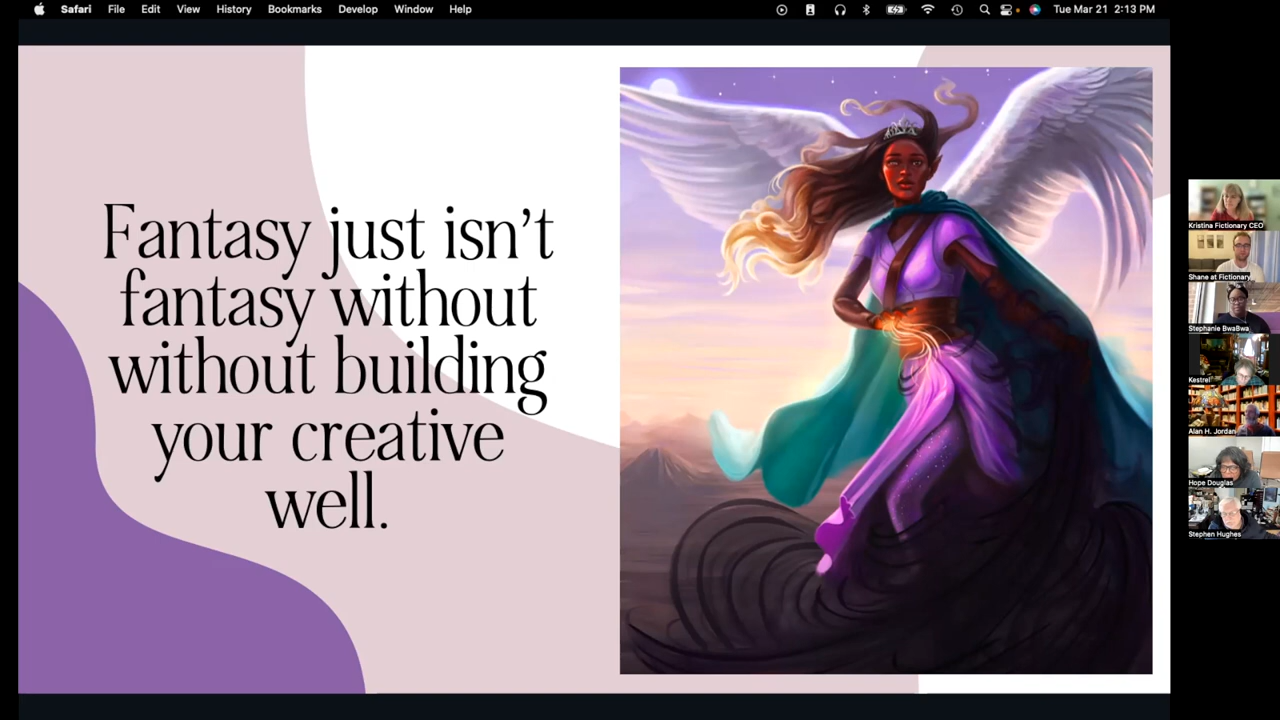 Safari File Edit View History Bookmarks Develop Window Help Tue Mar 21 2:13 PM
Fantasy just isn't
fantasy without
without building
your creative
well.
Kristina Fictionary CEO
Shane at Fictionary
Stephanie BwaBwa
Kestrel
Alan H. Jordan
Hope Douglas
Stephen Hughes